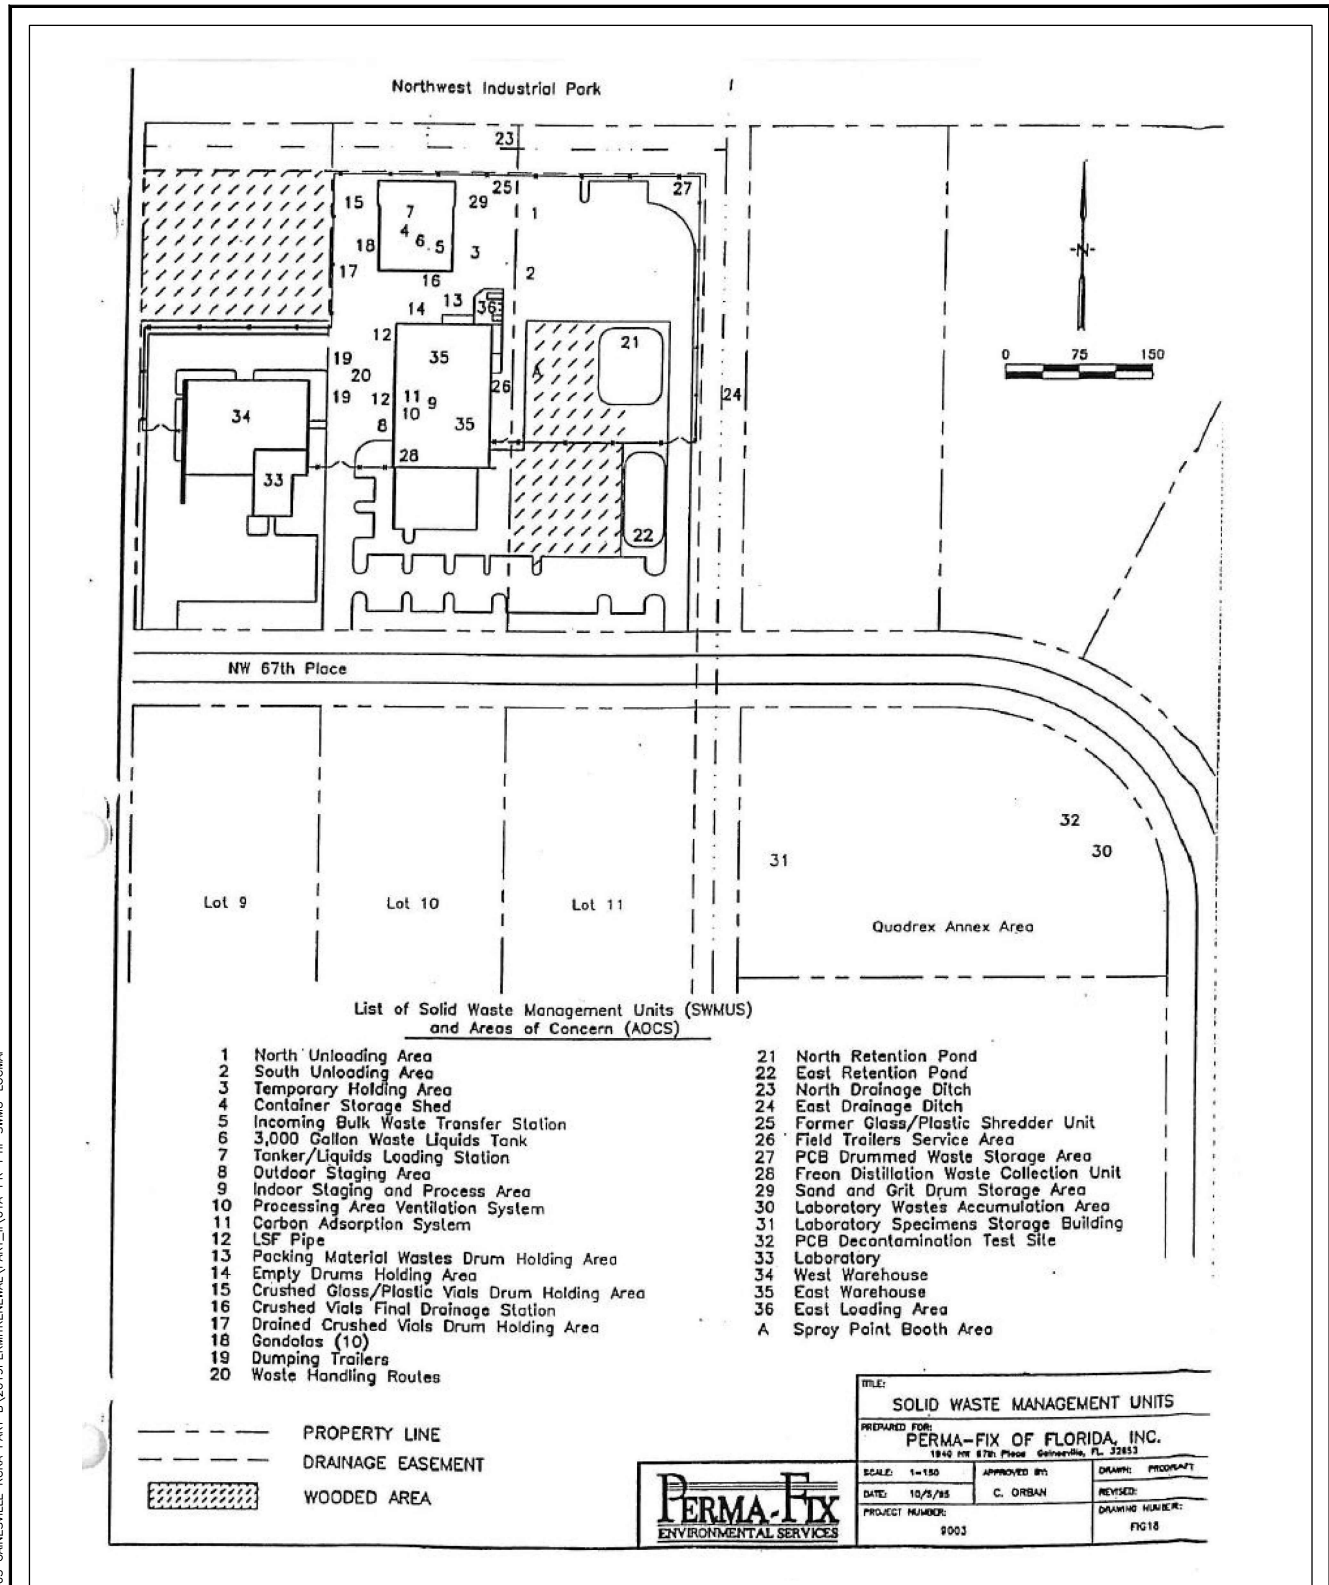 Northwest Industrial Park
23
15
7
25
29
1
27
4
6
5
18
3
17
16
2
14
13
36
12
35
21
N
0 75 150
19
20
A
26
24
19
12
11
9
10
34
8
35
28
33
22
NW 67th Place
32
31
30
Lot 9
Lot 10
Lot 11
Quadrex Annex Area
List of Solid Waste Management Units (SWMUS)
and Areas of Concern (AOCS)
1 North Unloading Area
2 South Unloading Area
3 Temporary Holding Area
4 Container Storage Shed
5 Incoming Bulk Waste Transfer Station
6 3,000 Gallon Waste Liquids Tank
7 Tanker/Liquids Loading Station
8 Outdoor Staging Area
9 Indoor Staging and Process Area
10 Processing Area Ventilation System
11 Carbon Adsorption System
12 LSF Pipe
13 Packing Material Wastes Drum Holding Area
14 Empty Drums Holding Area
15 Crushed Glass/Plastic Vials Drum Holding Area
16 Crushed Vials Final Drainage Station
17 Drained Crushed Vials Drum Holding Area
18 Gondolas (10)
19 Dumping Trailers
20 Waste Handling Routes
21 North Retention Pond
22 East Retention Pond
23 North Drainage Ditch
24 East Drainage Ditch
25 Former Glass/Plastic Shredder Unit
26 Field Trailers Service Area
27 PCB Drummed Waste Storage Area
28 Freon Distillation Waste Collection Unit
29 Sand and Grit Drum Storage Area
30 Laboratory Wastes Accumulation Area
31 Laboratory Specimens Storage Building
32 PCB Decontamination Test Site
33 Laboratory
34 West Warehouse
35 East Warehouse
36 East Loading Area
A Spray Paint Booth Area
PROPERTY LINE
DRAINAGE EASEMENT
WOODED AREA
PERMA-FIX
ENVIRONMENTAL SERVICES
TITLE:
SOLID WASTE MANAGEMENT UNITS
PREPARED FOR:
PERMA-FIX OF FLORIDA, INC.
1940 NW 67th Place Gainesville, FL. 32653
SCALE: 1=150
APPROVED BY:
DRAWN:
DATE: 10/5/95
C. ORBAN
REVISED:
PROJECT NUMBER:
9003
DRAWING NUMBER:
FIG18